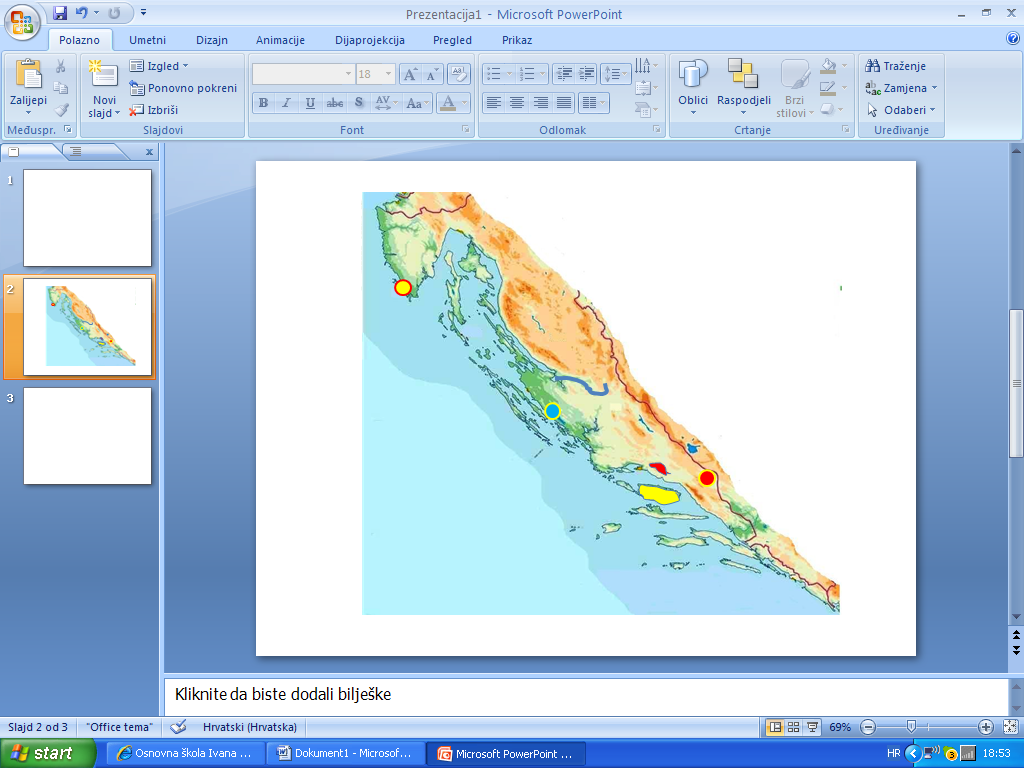 Prezentacija1 - Microsoft PowerPoint
Polazno Umetni Dizajn Animacije Dijaprojekcija Pregled Prikaz
Zalijepi
Međuspr.
Novi slajd
Izgled
Ponovno pokreni
Izbriši
Slajdovi
18
B I U abc S AV Aa A
Font
Odlomak
Oblici
Raspodjeli
Brzi stilovi
Crtanje
Traženje
Zamjena
Odaberi
Uređivanje
1
2
3
Kliknite da biste dodali bilješke
Slajd 2 od 3 "Office tema" Hrvatski (Hrvatska) 69%
start Osnovna škola Ivana ... Dokument1 - Microsof... Microsoft PowerPoint ... HR 18:53